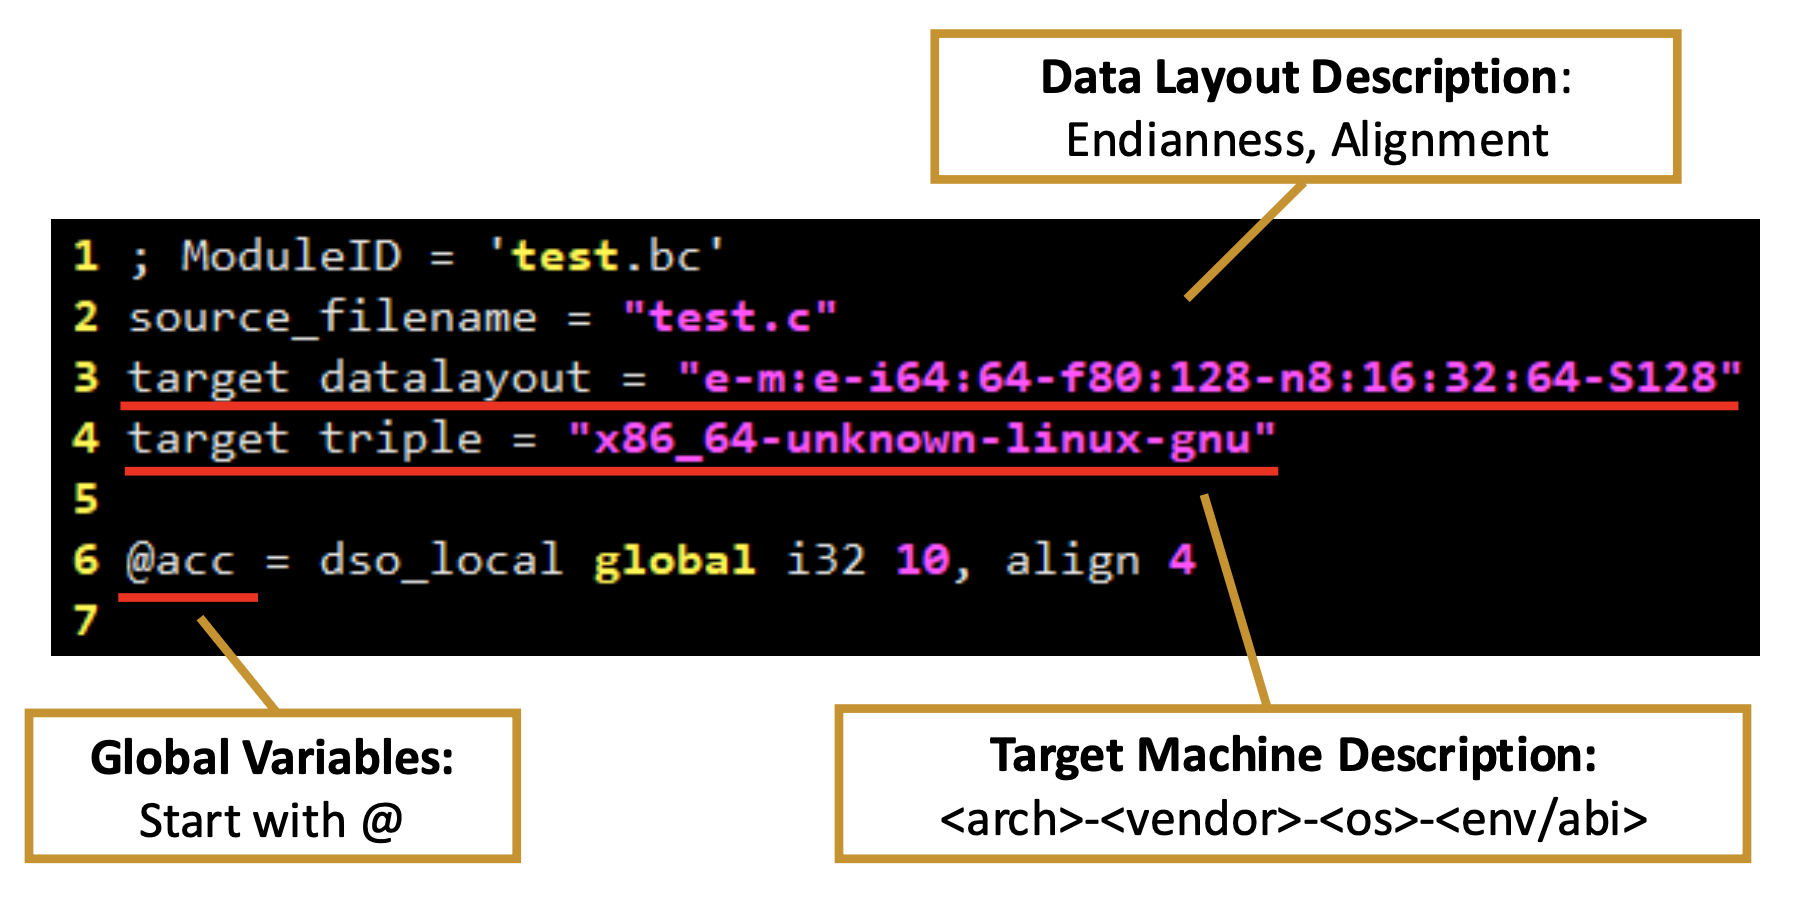 Data Layout Description:
Endianness, Alignment
1 ; ModuleID = 'test.bc'
2 source_filename = "test.c"
3 target datalayout = "e-m:e-i64:64-f80:128-n8:16:32:64-S128"
4 target triple = "x86_64-unknown-linux-gnu"
5
6 @acc = dso_local global i32 10, align 4
7
Global Variables:
Start with @
Target Machine Description:
<arch>-<vendor>-<os>-<env/abi>